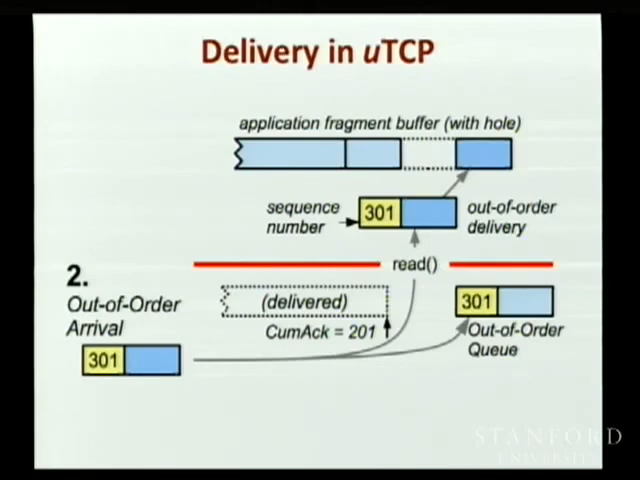 Delivery in uTCP
application fragment buffer (with hole)
sequence
number
301
out-of-order
delivery
read()
2.
Out-of-Order
Arrival
301
(delivered)
CumAck = 201
301
Out-of-Order
Queue
STANFORD
UNIVERSITY